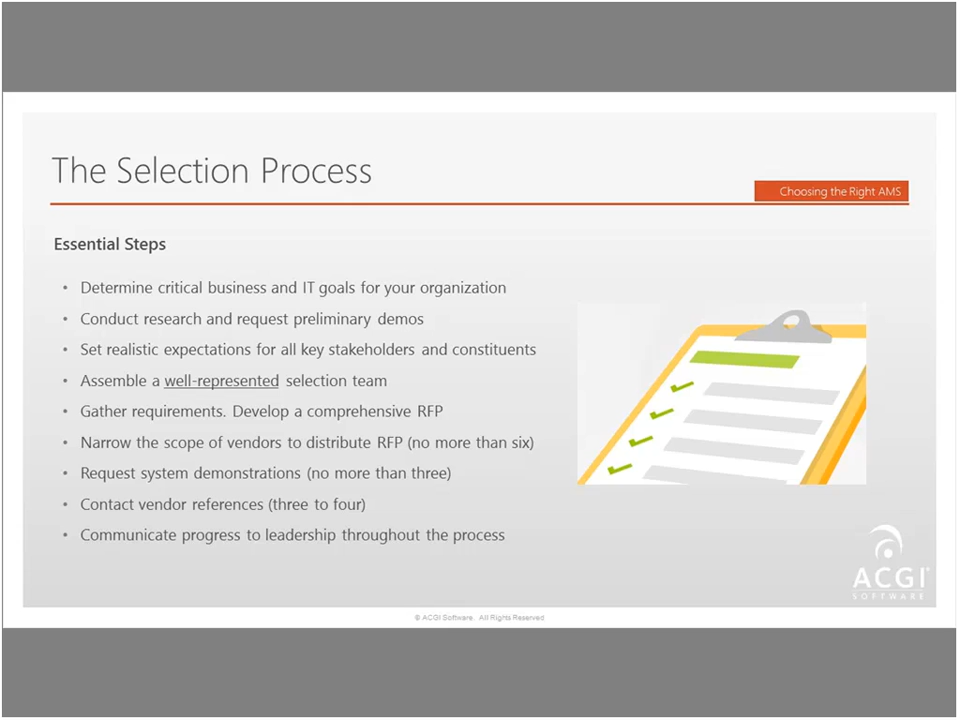 The Selection Process
Choosing the Right AMS
Essential Steps
• Determine critical business and IT goals for your organization
• Conduct research and request preliminary demos
• Set realistic expectations for all key stakeholders and constituents
• Assemble a well-represented selection team
• Gather requirements. Develop a comprehensive RFP
• Narrow the scope of vendors to distribute RFP (no more than six)
• Request system demonstrations (no more than three)
• Contact vendor references (three to four)
• Communicate progress to leadership throughout the process
ACGI®
SOFTWARE
© ACGI Software. All Rights Reserved